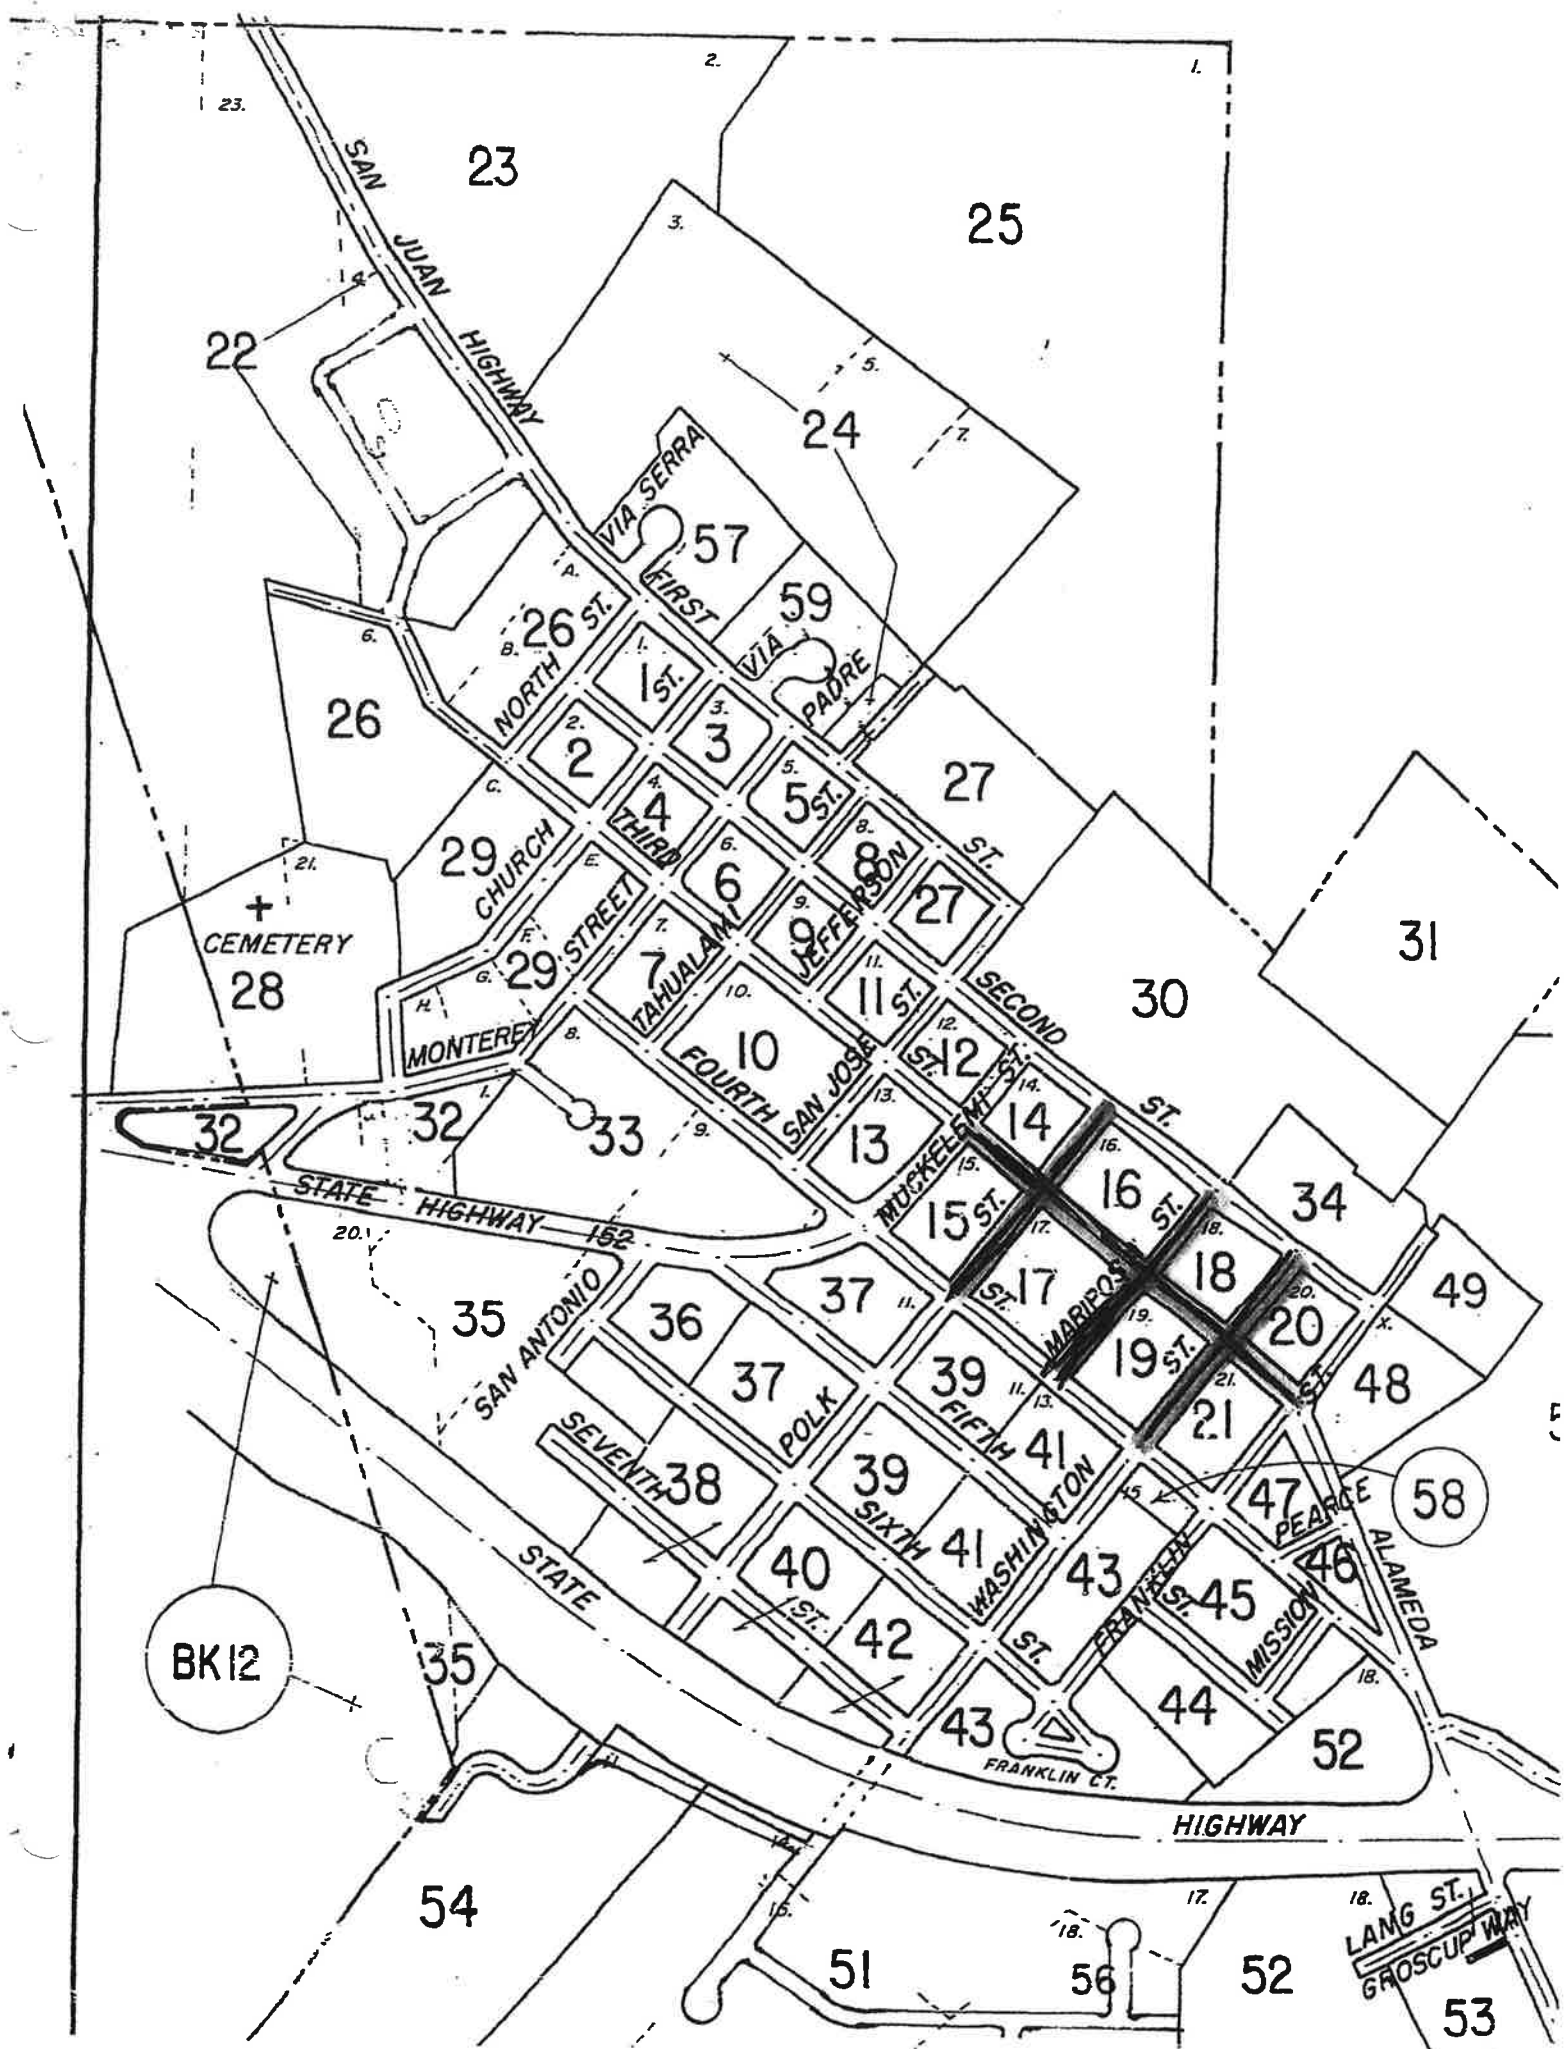 2.
1.
23.
SAN JUAN HIGHWAY
23
25
3.
4.
22
5.
24
7.
VIA SERRA
57
A.
FIRST ST.
59
26
B.
6.
NORTH ST.
VIA PADRE
1.
1
26
2.
2
3.
3
27
C.
4.
4
5.
5
THIRD
8.
8
29
CHURCH ST.
E.
6.
6
21.
CEMETERY
28
9.
9
JEFFERSON
27
31
F.
29
STREET
7.
7
TAHUALAMI ST.
G.
H.
11.
11
SECOND ST.
30
10.
10
12.
12
MONTEREY
8.
FOURTH ST.
SAN JOSE ST.
14.
14
32
1.
32
33
9.
13.
13
MUCKELEMI ST.
15.
15
16.
16
34
STATE HIGHWAY 152
20.
17.
17
18.
18
49
35
SAN ANTONIO ST.
36
37
11.
MARIPOSA ST.
19.
19
20.
20
X.
37
POLK ST.
39
11.
13.
FIFTH
41
21.
21
48
SEVENTH
38
39
SIXTH ST.
41
WASHINGTON ST.
15.
47
PEARCE
58
STATE
40
ST.
43
FRANKLIN ST.
45
46
ALAMEDA
42
MISSION ST.
BK12
35
43
44
18.
52
FRANKLIN CT.
HIGHWAY
11.
14.
54
16.
17.
18.
18.
LANG ST.
GROSCUP WAY
51
56
52
53